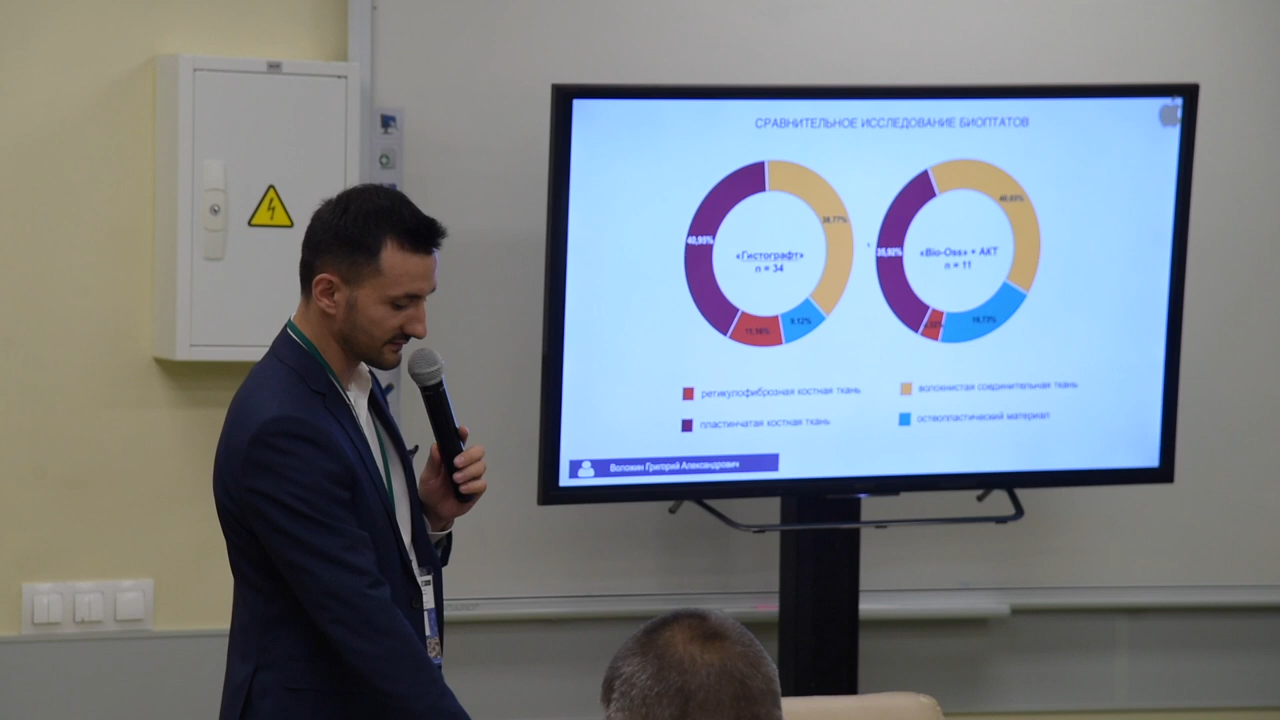 СРАВНИТЕЛЬНОЕ ИССЛЕДОВАНИЕ БИОПТАТОВ
38,77%
40,95%
«Гистографт»
n = 34
11,16%
9,12%
35,92%
«Bio-Oss» + АКТ
n = 11
ретикулофиброзная костная ткань
волокнистая соединительная ткань
пластинчатая костная ткань
остеопластический материал
Воложин Григорий Александрович